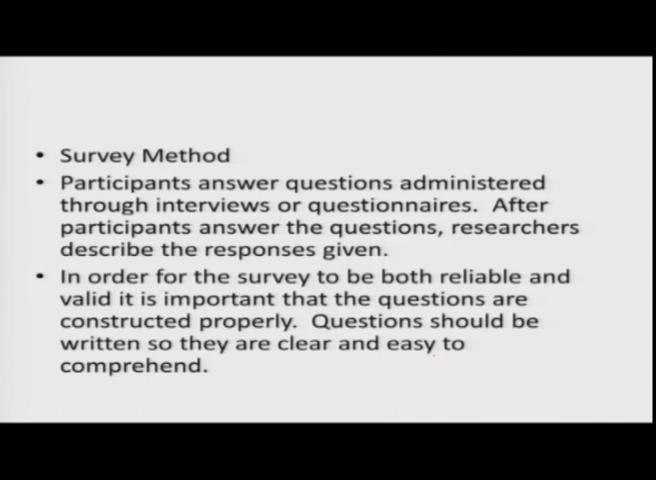 • Survey Method
• Participants answer questions administered
through interviews or questionnaires.  After
participants answer the questions, researchers
describe the responses given.
• In order for the survey to be both reliable and
valid it is important that the questions are
constructed properly.  Questions should be
written so they are clear and easy to
comprehend.